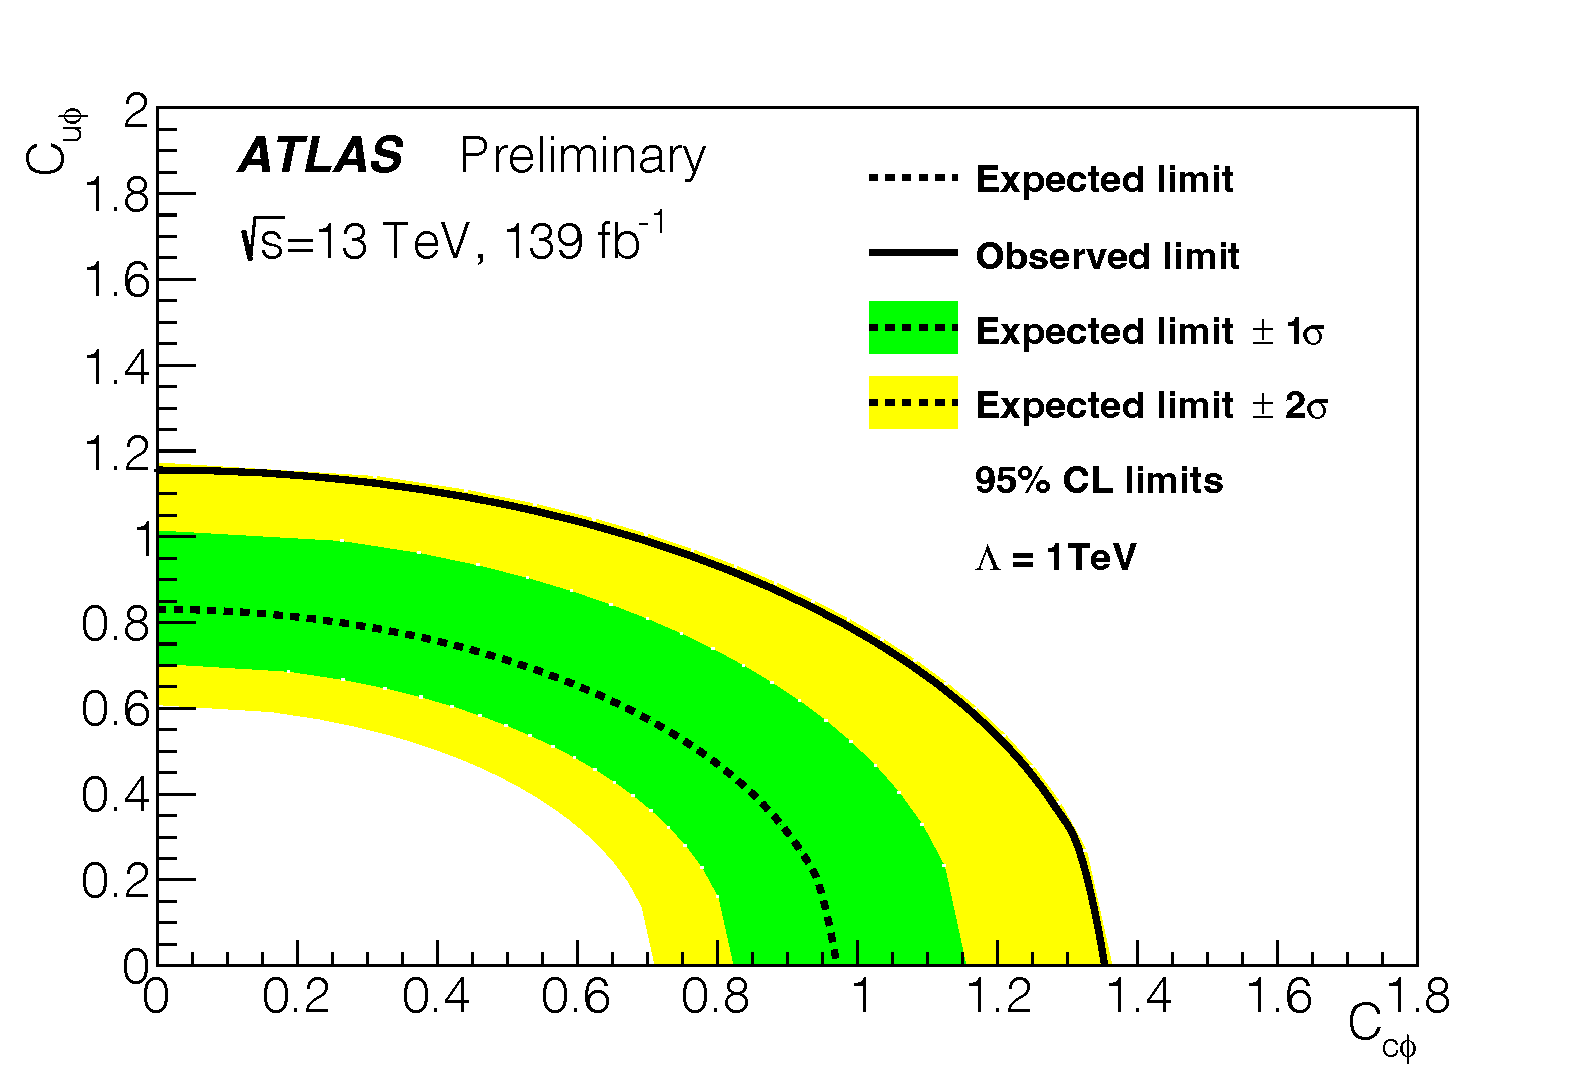 C_uϕ
ATLAS Preliminary
√s=13 TeV, 139 fb⁻¹
Expected limit
Observed limit
Expected limit ± 1σ
Expected limit ± 2σ
95% CL limits
Λ = 1TeV
2
1.8
1.6
1.4
1.2
1
0.8
0.6
0.4
0.2
0
0 0.2 0.4 0.6 0.8 1 1.2 1.4 1.6 1.8
C_cϕ